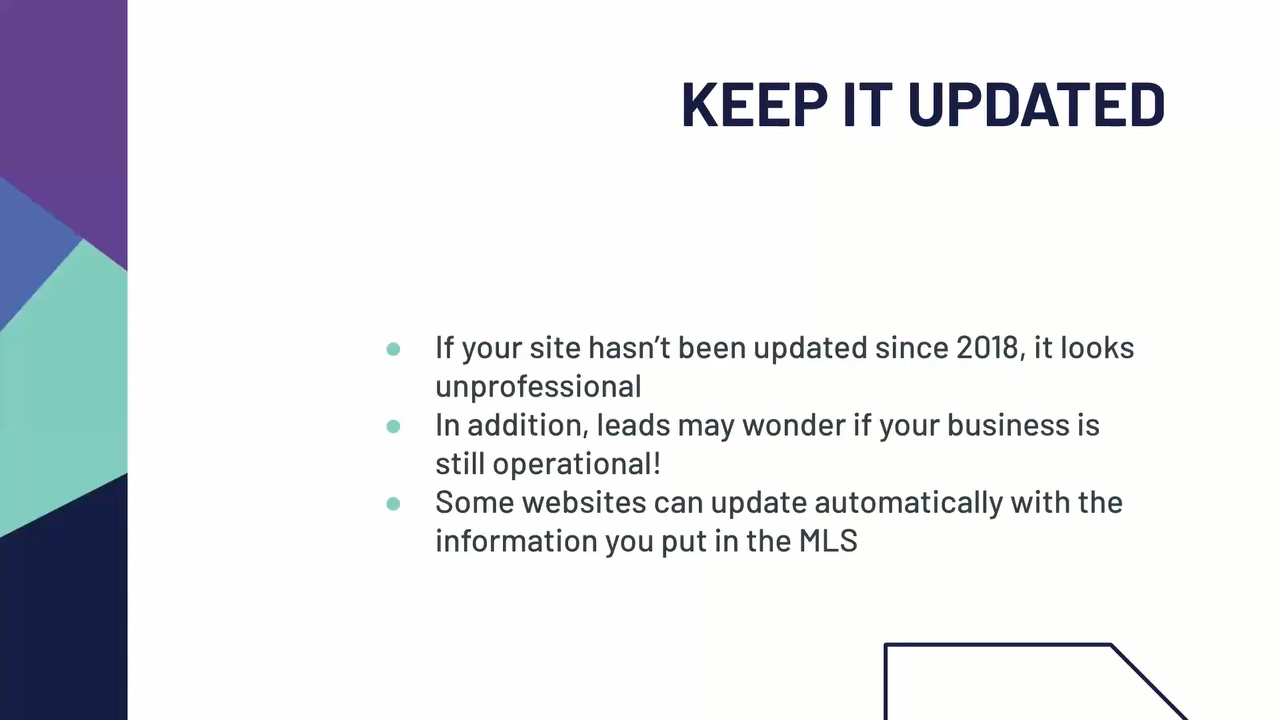 KEEP IT UPDATED
● If your site hasn’t been updated since 2018, it looks
unprofessional
● In addition, leads may wonder if your business is
still operational!
● Some websites can update automatically with the
information you put in the MLS